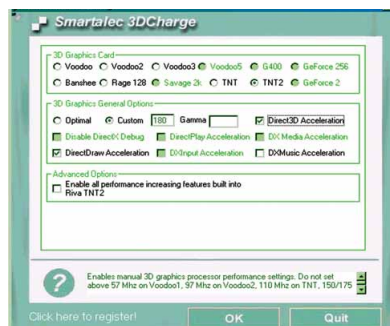 Smartalec 3DCharge
3D Graphics Card
Voodoo Voodoo2 Voodoo3 Voodoo5 G400 GeForce 256
Banshee Rage 128 Savage 2k TNT TNT2 GeForce 2
3D Graphics General Options
Optimal Custom 180 Gamma Direct3D Acceleration
Disable DirectX Debug DirectPlay Acceleration DX Media Acceleration
DirectDraw Acceleration DXInput Acceleration DXMusic Acceleration
Advanced Options
Enable all performance increasing features built into
Riva TNT2
Enables manual 3D graphics processor performance settings. Do not set
above 57 Mhz on Voodoo1, 97 Mhz on Voodoo2, 110 Mhz on TNT, 150/175
Click here to register! OK Quit